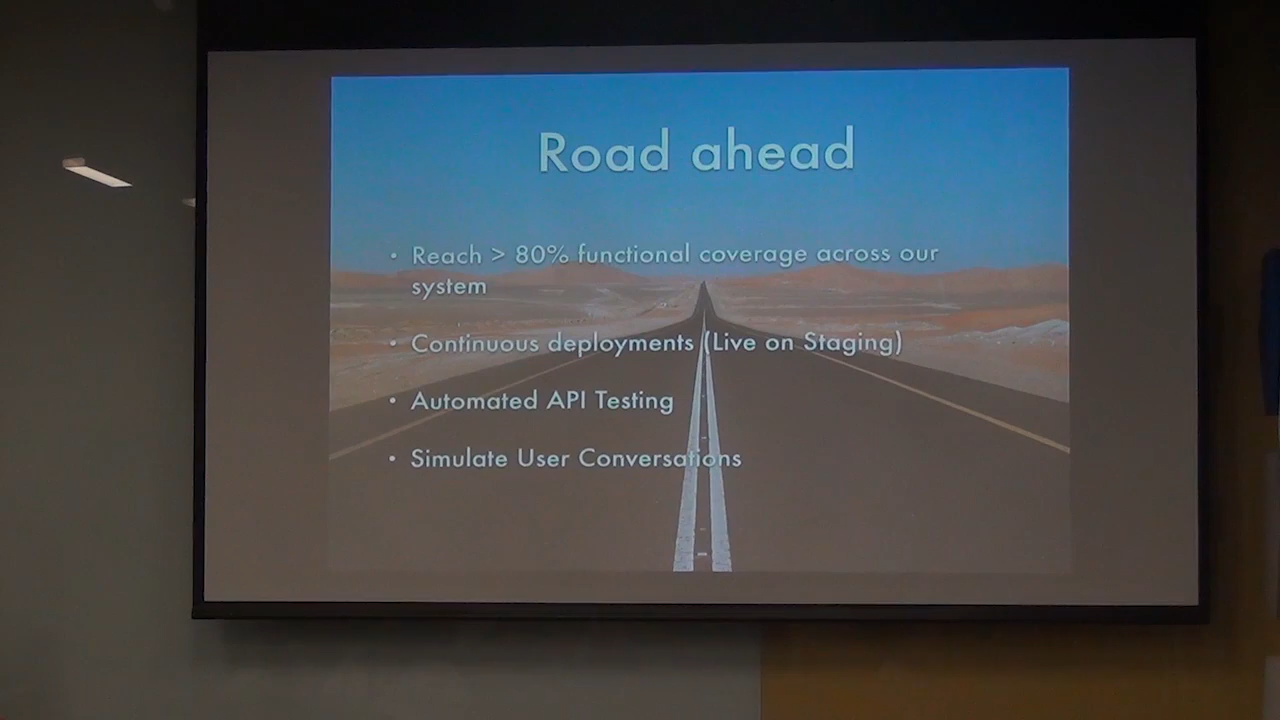 Road ahead
• Reach > 80% functional coverage across our
system
• Continuous deployments (Live on Staging)
• Automated API Testing
• Simulate User Conversations